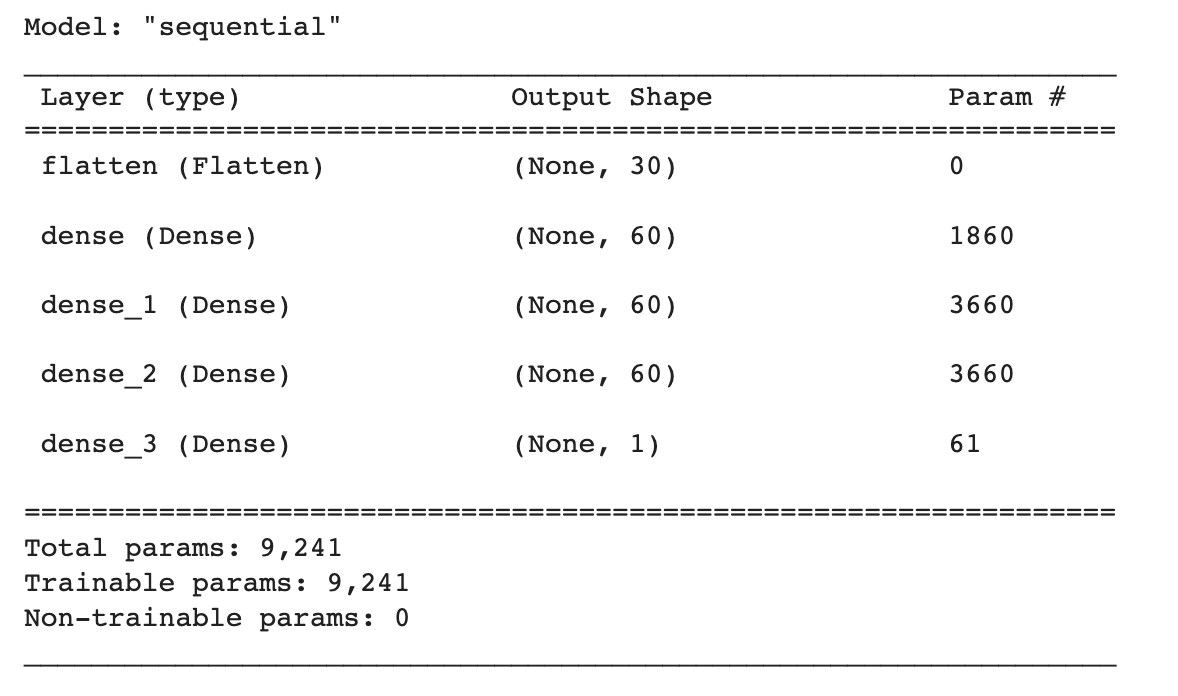 Model: "sequential"
Layer (type) Output Shape Param #
flatten (Flatten) (None, 30) 0
dense (Dense) (None, 60) 1860
dense_1 (Dense) (None, 60) 3660
dense_2 (Dense) (None, 60) 3660
dense_3 (Dense) (None, 1) 61
Total params: 9,241
Trainable params: 9,241
Non-trainable params: 0